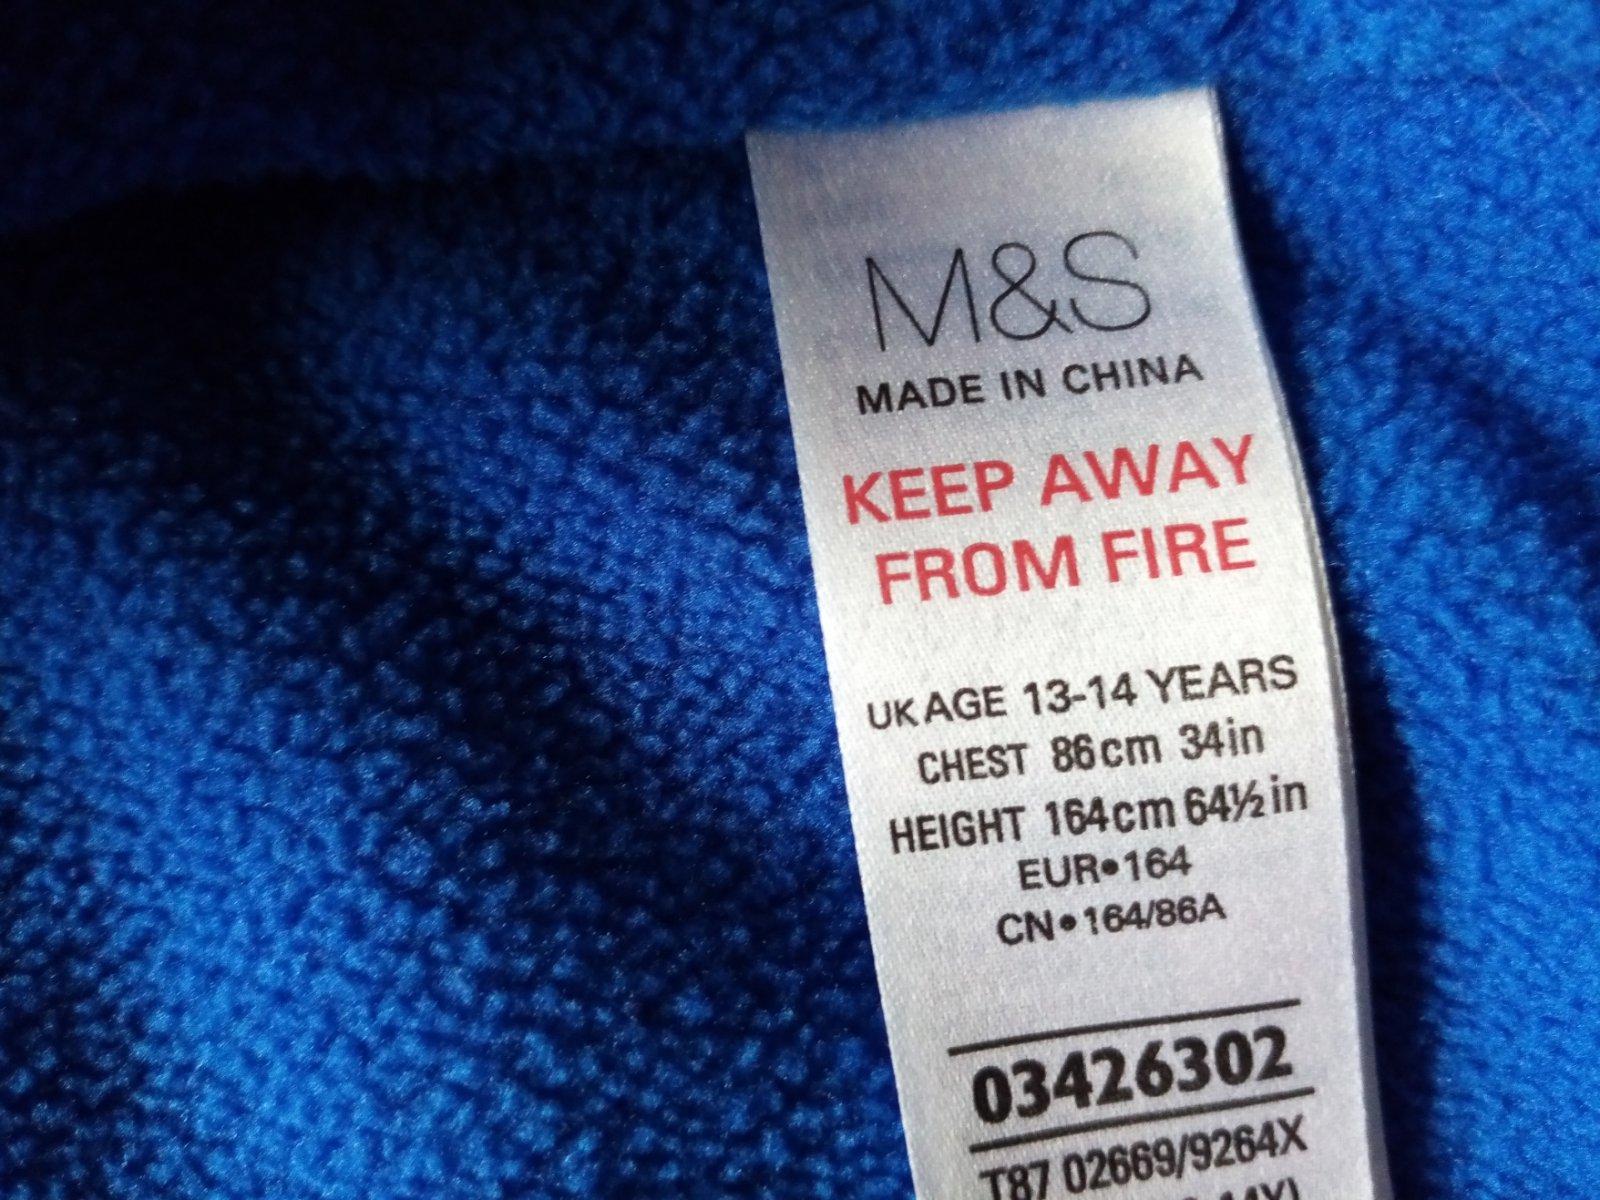 M&S
MADE IN CHINA
KEEP AWAY
FROM FIRE
UK AGE 13-14 YEARS
CHEST 86cm 34in
HEIGHT 164cm 64½in
EUR•164
CN•164/86A
03426302
T87 02669/9264X